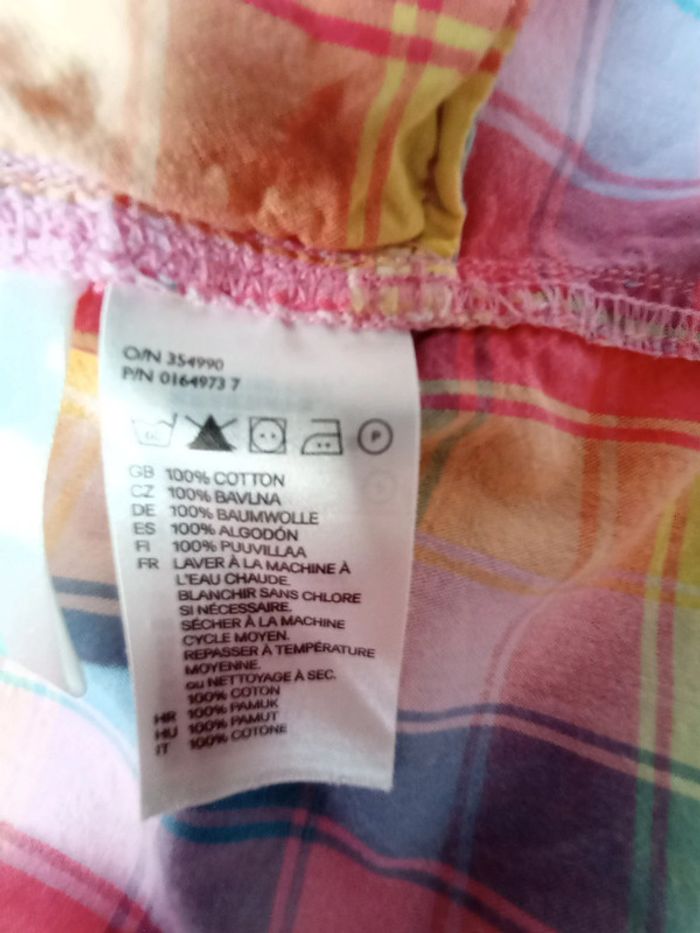 O/N 354990
P/N 0164973 7
P
GB 100% COTTON
CZ 100% BAVLNA
DE 100% BAUMWOLLE
ES 100% ALGODÓN
FI 100% PUUVILLAA
FR LAVER À LA MACHINE À
L'EAU CHAUDE.
BLANCHIR SANS CHLORE
SI NÉCESSAIRE.
SÉCHER À LA MACHINE
CYCLE MOYEN.
REPASSER À TEMPÉRATURE
MOYENNE.
ou NETTOYAGE À SEC.
100% COTON
HR 100% PAMUK
HU 100% PAMUT
IT 100% COTONE